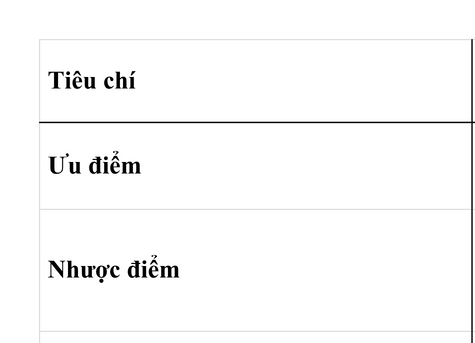 Tiêu chí
Ưu điểm
Nhược điểm